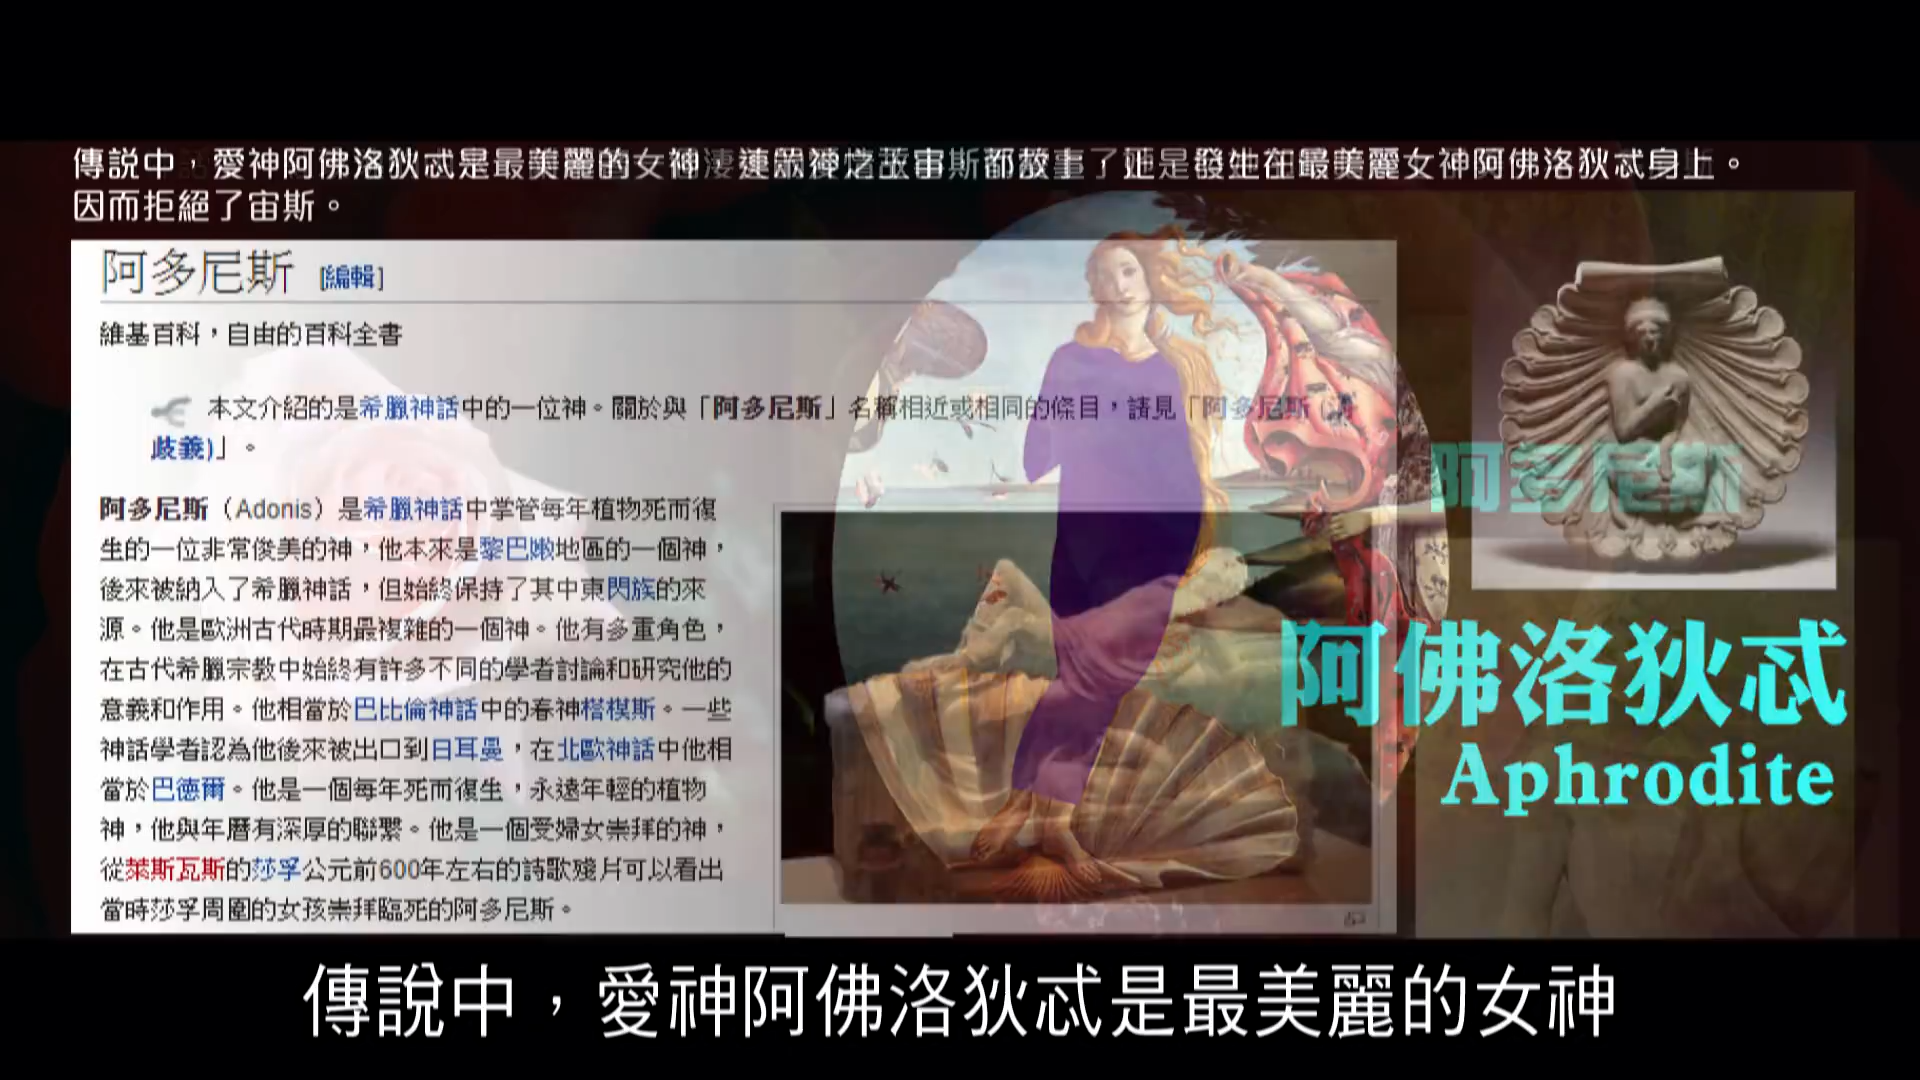 傳說中，愛神阿佛洛狄忒是最美麗的女神
因而拒絕了宙斯。
阿多尼斯 [編輯]
維基百科，自由的百科全書
本文介紹的是希臘神話中的一位神。關於與「阿多尼斯」名稱相近或相同的條目，請見「阿多尼斯
歧義)」。
阿多尼斯（Adonis）是希臘神話中掌管每年植物死而復
生的一位非常俊美的神，他本來是黎巴嫩地區的一個神，
後來被納入了希臘神話，但始終保持了其中東閃族的來
源。他是歐洲古代時期最複雜的一個神。他有多重角色，
在古代希臘宗教中始終有許多不同的學者討論和研究他的
意義和作用。他相當於巴比倫神話中的春神搭模斯。一些
神話學者認為他後來被出口到日耳曼，在北歐神話中他相
當於巴德爾。他是一個每年死而復生，永遠年輕的植物
神，他與年曆有深厚的聯繫。他是一個受婦女崇拜的神，
從萊斯瓦斯的莎孚公元前600年左右的詩歌殘片可以看出
當時莎孚周圍的女孩崇拜臨死的阿多尼斯。
阿多尼斯
阿佛洛狄忒
Aphrodite
傳說中，愛神阿佛洛狄忒是最美麗的女神